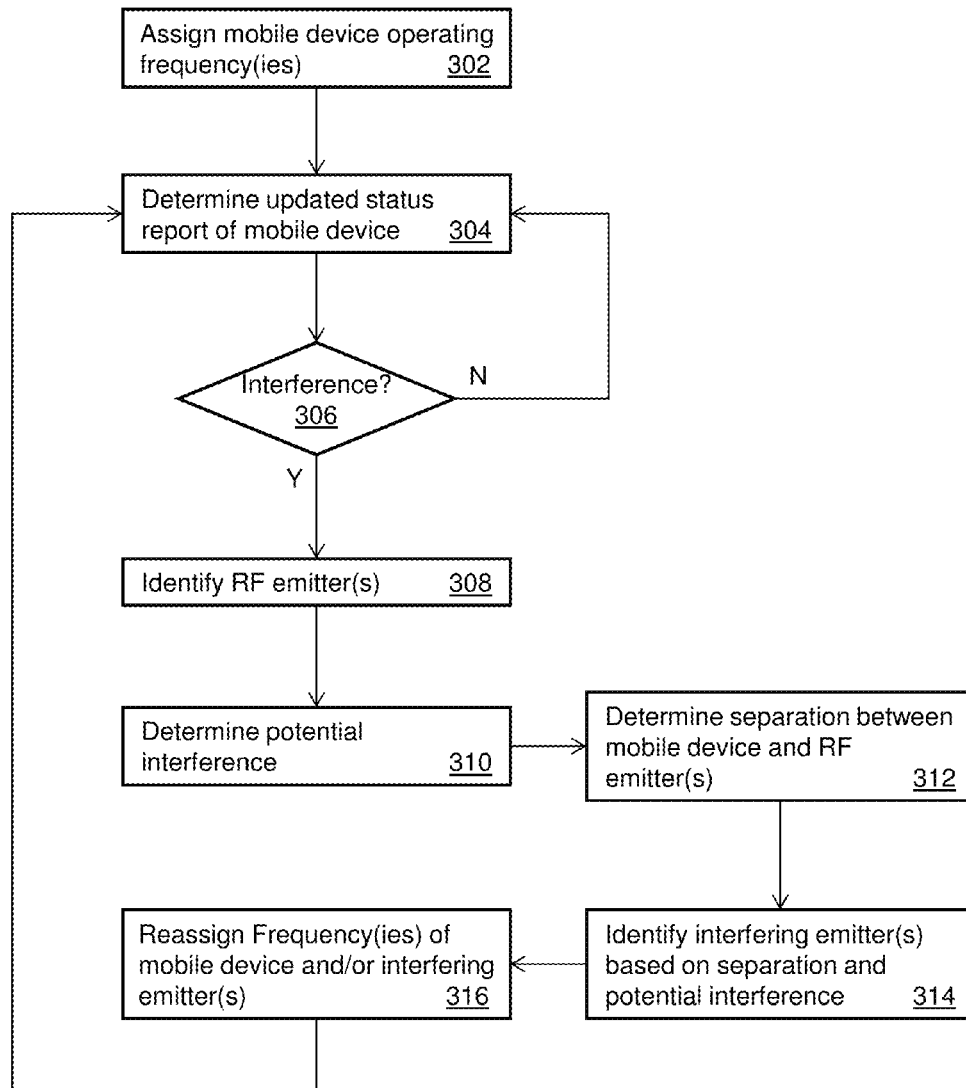 Assign mobile device operating
frequency(ies) 302
Determine updated status
report of mobile device 304
Interference?
306
N
Y
Identify RF emitter(s) 308
Determine potential
interference 310
Determine separation between
mobile device and RF
emitter(s) 312
Identify interfering emitter(s)
based on separation and
potential interference 314
Reassign Frequency(ies) of
mobile device and/or interfering
emitter(s) 316